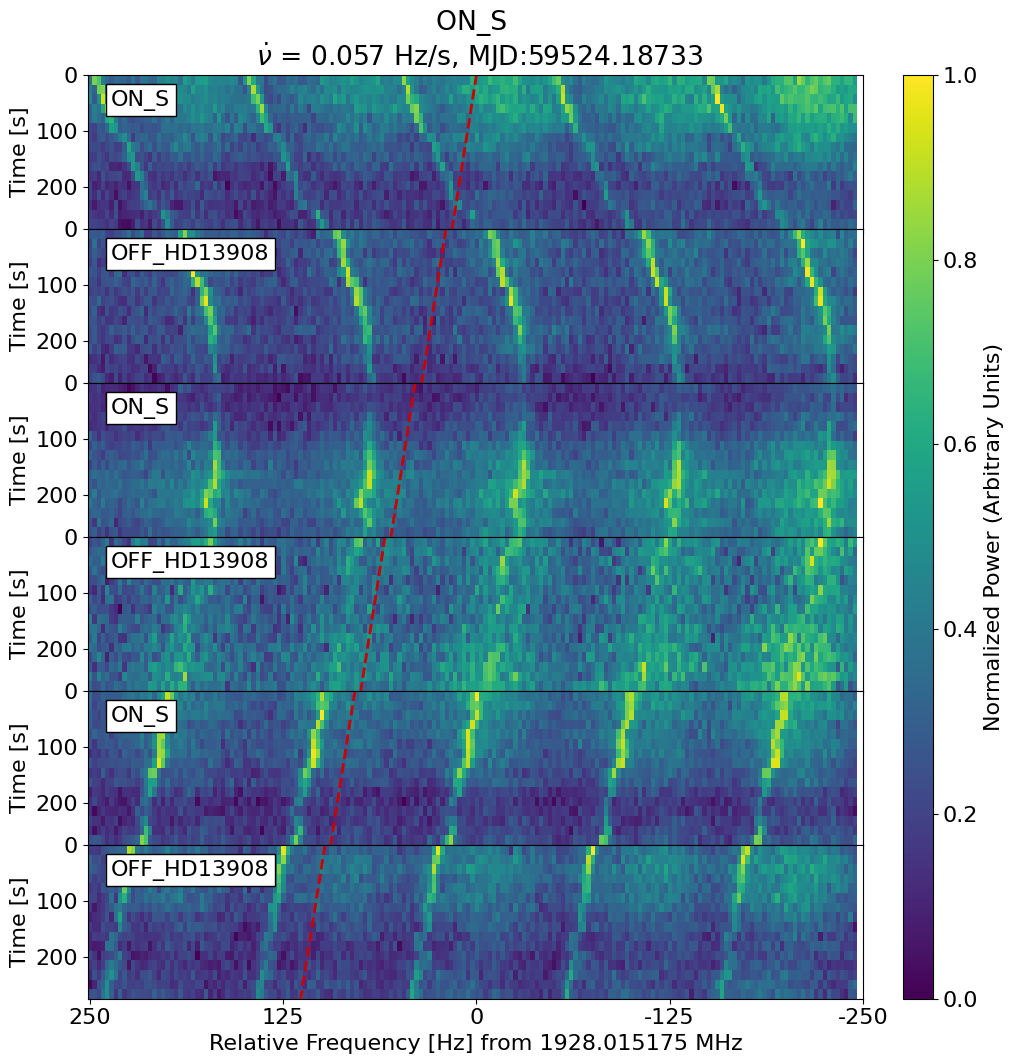 ON_S
ν̇ = 0.057 Hz/s, MJD:59524.18733
0
100
200
Time [s]
ON_S
0
100
200
Time [s]
OFF_HD13908
0
100
200
Time [s]
ON_S
0
100
200
Time [s]
OFF_HD13908
0
100
200
Time [s]
ON_S
0
100
200
Time [s]
OFF_HD13908
250 125 0 -125 -250
Relative Frequency [Hz] from 1928.015175 MHz
1.0
0.8
0.6
0.4
0.2
0.0
Normalized Power (Arbitrary Units)